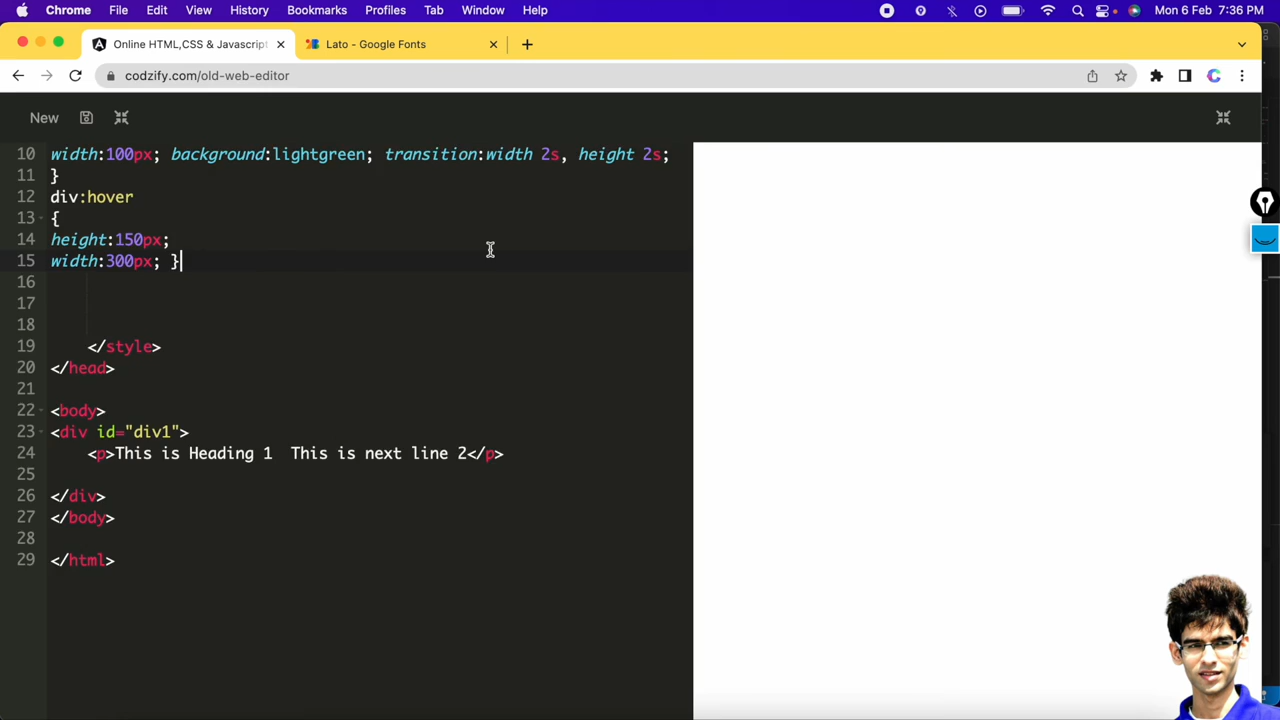 Chrome File Edit View History Bookmarks Profiles Tab Window Help Mon 6 Feb 7:36 PM
Online HTML,CSS & Javascript Lato - Google Fonts
codzify.com/old-web-editor
New
10 width:100px; background:lightgreen; transition:width 2s, height 2s;
11 }
12 div:hover
13 {
14 height:150px;
15 width:300px; }
16
17
18
19 </style>
20 </head>
21
22 <body>
23 <div id="div1">
24 <p>This is Heading 1  This is next line 2</p>
25
26 </div>
27 </body>
28
29 </html>